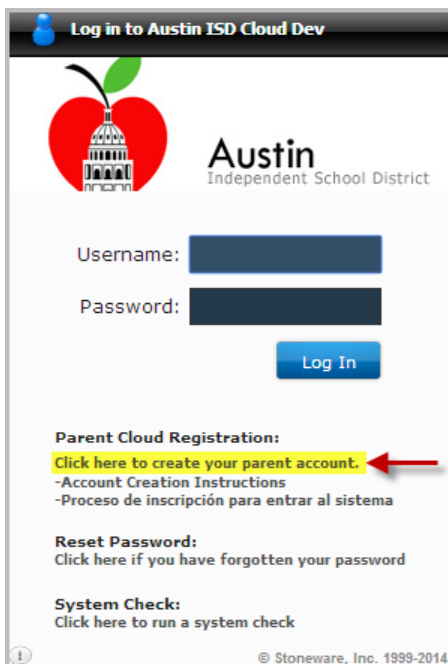 Log in to Austin ISD Cloud Dev
Austin
Independent School District
Username:
Password:
Log In
Parent Cloud Registration:
Click here to create your parent account.
-Account Creation Instructions
-Proceso de inscripción para entrar al sistema
Reset Password:
Click here if you have forgotten your password
System Check:
Click here to run a system check
© Stoneware, Inc. 1999-2014